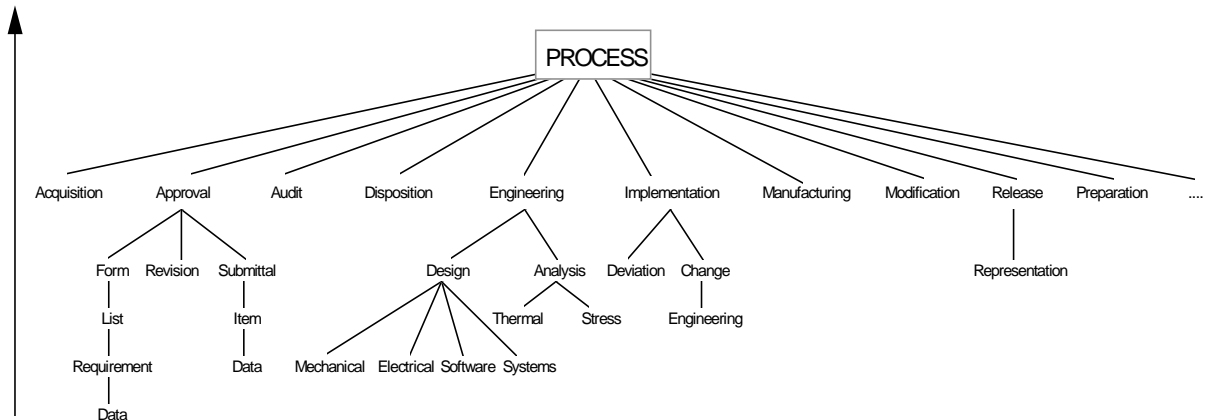 PROCESS
Acquisition Approval Audit Disposition Engineering Implementation Manufacturing Modification Release Preparation ....
Form Revision Submittal Design Analysis Deviation Change Representation
List Item Thermal Stress Engineering
Requirement Data Mechanical Electrical Software Systems
Data